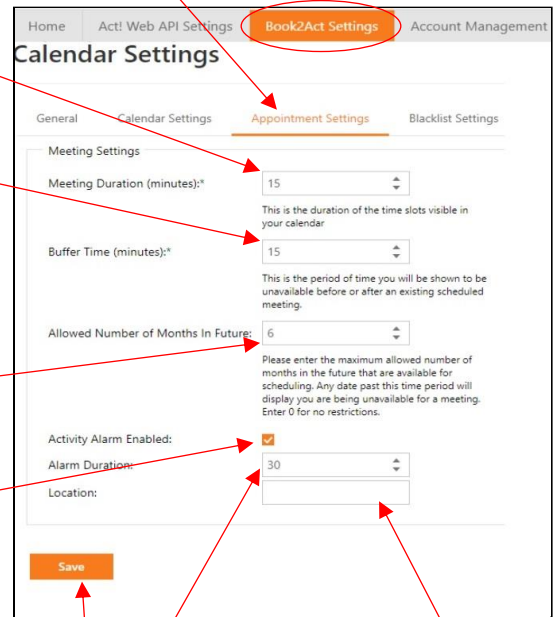 Home Act! Web API Settings Book2Act Settings Account Management
Calendar Settings
General Calendar Settings Appointment Settings Blacklist Settings
Meeting Settings
Meeting Duration (minutes):* 15
This is the duration of the time slots visible in
your calendar
Buffer Time (minutes):* 15
This is the period of time you will be shown to be
unavailable before or after an existing scheduled
meeting.
Allowed Number of Months In Future: 6
Please enter the maximum allowed number of
months in the future that are available for
scheduling. Any date past this time period will
display you are being unavailable for a meeting.
Enter 0 for no restrictions.
Activity Alarm Enabled:
Alarm Duration: 30
Location:
Save